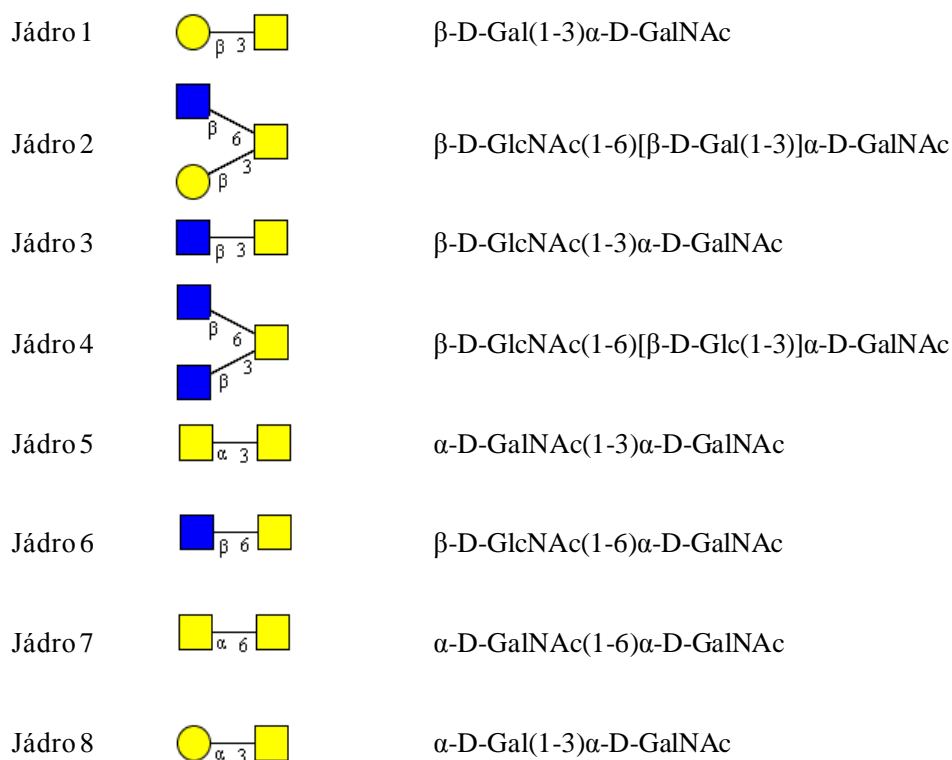 Jádro 1 β 3 β-D-Gal(1-3)α-D-GalNAc
Jádro 2 β 6 β 3 β-D-GlcNAc(1-6)[β-D-Gal(1-3)]α-D-GalNAc
Jádro 3 β 3 β-D-GlcNAc(1-3)α-D-GalNAc
Jádro 4 β 6 β 3 β-D-GlcNAc(1-6)[β-D-Glc(1-3)]α-D-GalNAc
Jádro 5 α 3 α-D-GalNAc(1-3)α-D-GalNAc
Jádro 6 β 6 β-D-GlcNAc(1-6)α-D-GalNAc
Jádro 7 α 6 α-D-GalNAc(1-6)α-D-GalNAc
Jádro 8 α 3 α-D-Gal(1-3)α-D-GalNAc